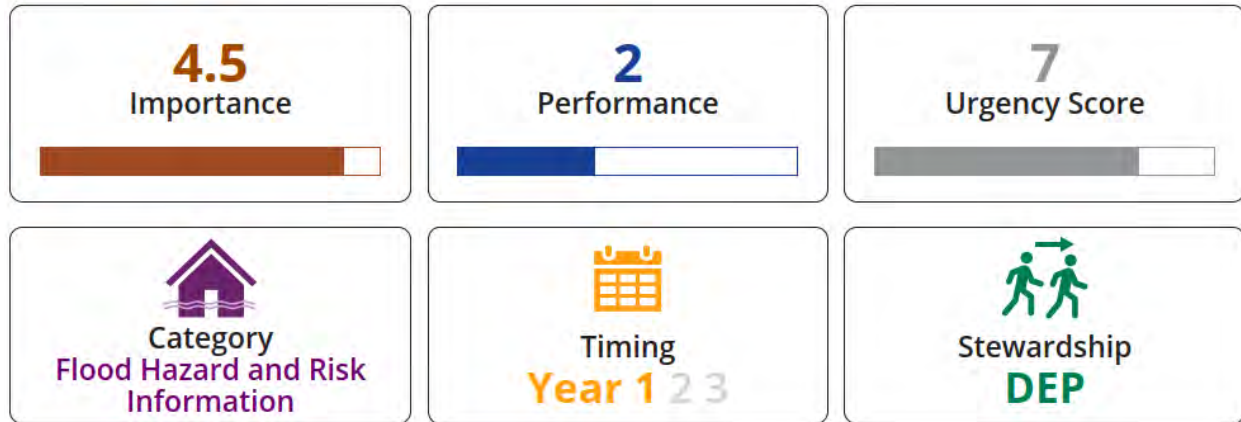 4.5
Importance
2
Performance
7
Urgency Score
Category
Flood Hazard and Risk
Information
Timing
Year 1 2 3
Stewardship
DEP